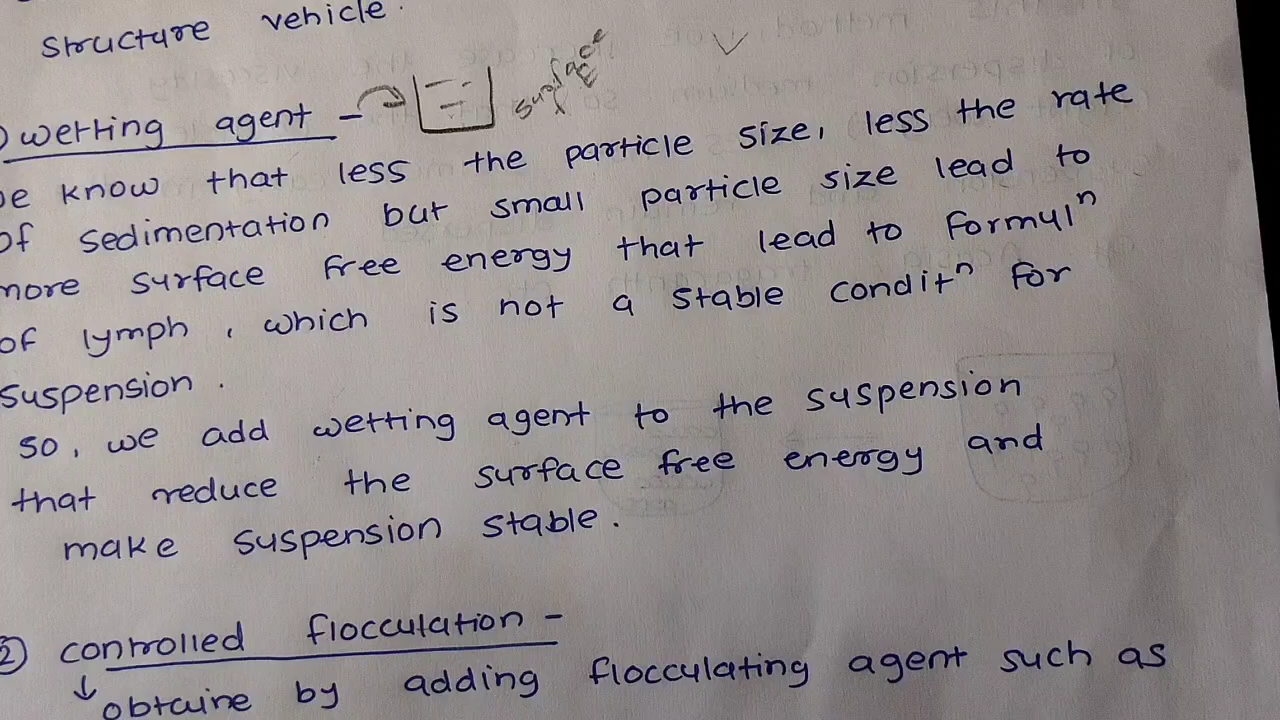 structure vehicle.
) wetting agent -
surface
e know that less the particle size, less the rate
of sedimentation but small particle size lead to
more surface free energy that lead to formulⁿ
of lymph, which is not a stable conditⁿ for
suspension.
so, we add wetting agent to the suspension
that reduce the surface free energy and
make suspension stable.
2) controlled flocculation -
↓ obtaine by adding flocculating agent such as